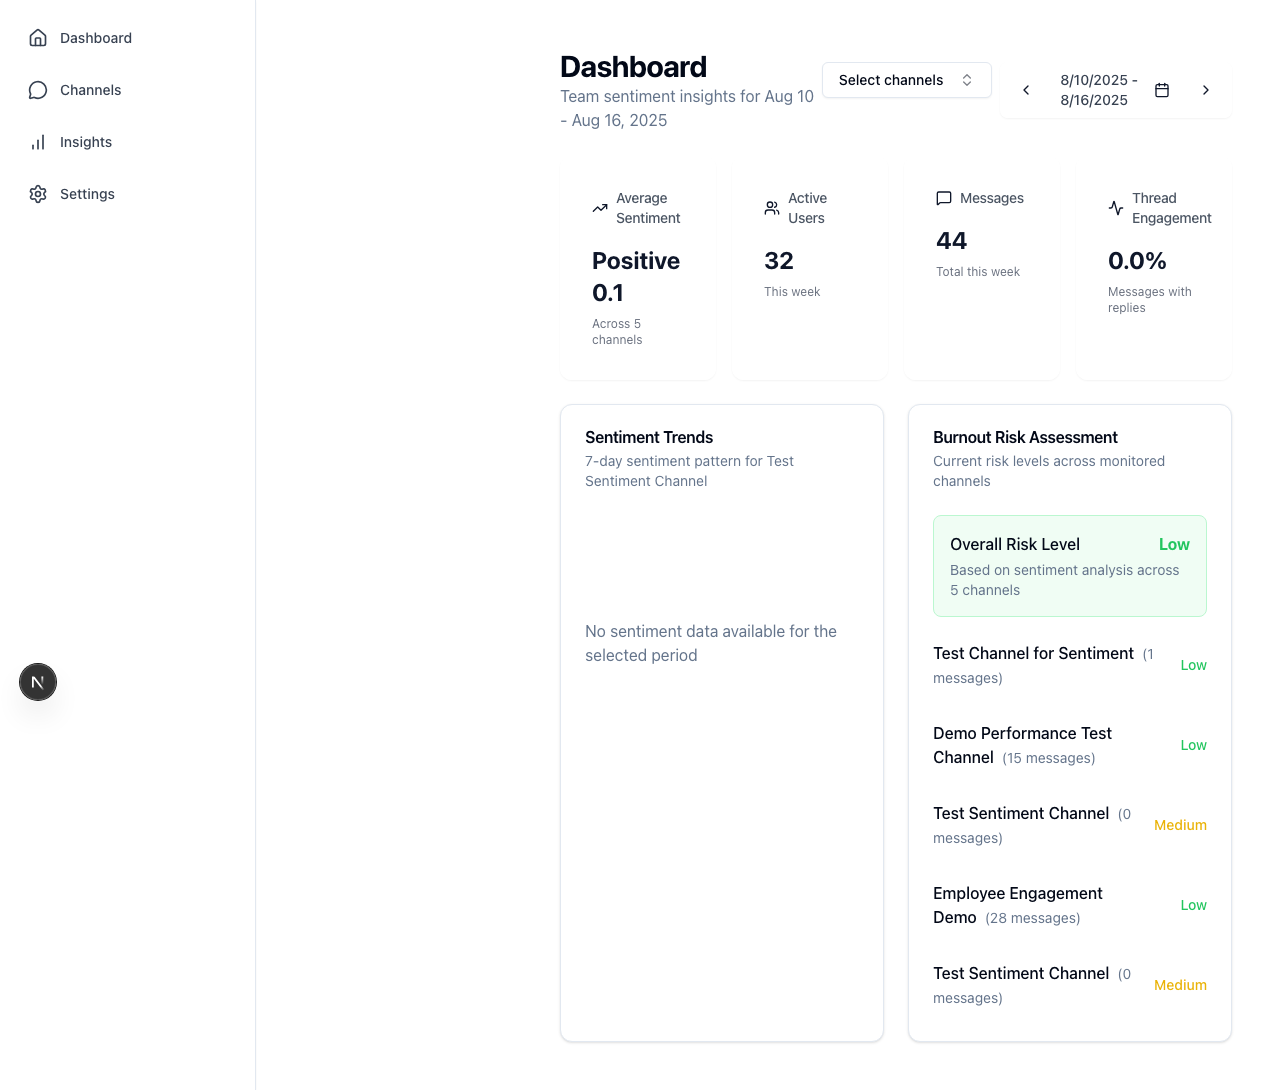 Dashboard
Channels
Insights
Settings
Dashboard
Team sentiment insights for Aug 10
- Aug 16, 2025
Select channels
8/10/2025 -
8/16/2025
Average
Sentiment
Positive
0.1
Across 5
channels
Active
Users
32
This week
Messages
44
Total this week
Thread
Engagement
0.0%
Messages with
replies
Sentiment Trends
7-day sentiment pattern for Test
Sentiment Channel
No sentiment data available for the
selected period
Burnout Risk Assessment
Current risk levels across monitored
channels
Overall Risk Level Low
Based on sentiment analysis across
5 channels
Test Channel for Sentiment (1
messages)
Low
Demo Performance Test
Channel (15 messages)
Low
Test Sentiment Channel (0
messages)
Medium
Employee Engagement
Demo (28 messages)
Low
Test Sentiment Channel (0
messages)
Medium
N